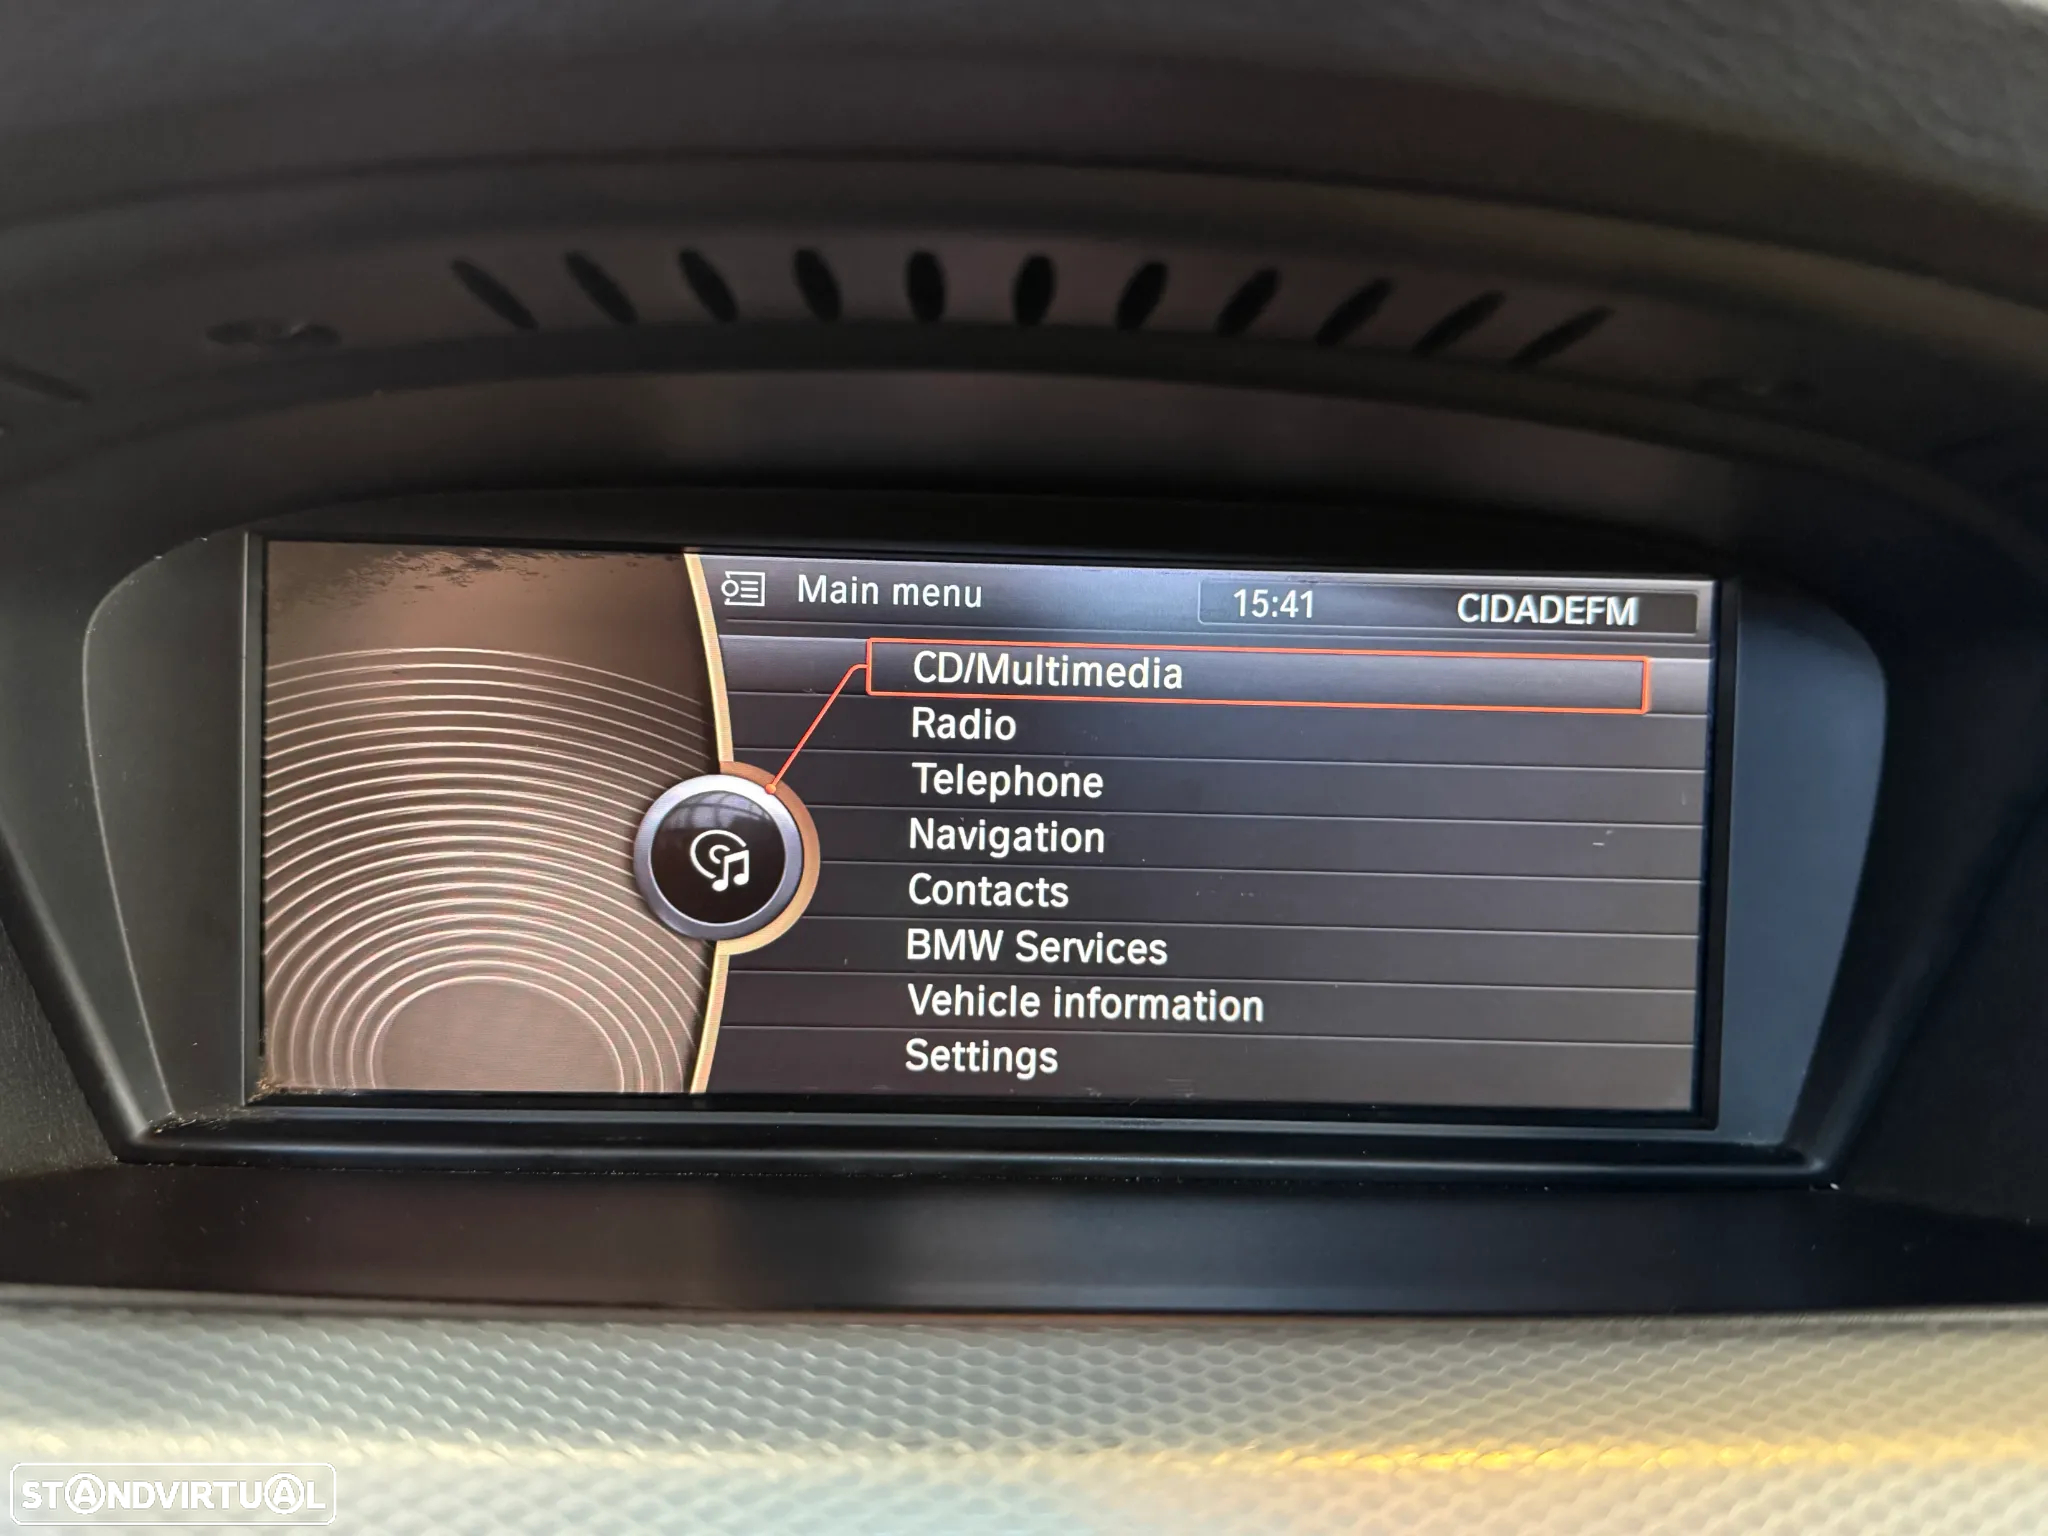 Main menu
15:41
CIDADEFM
CD/Multimedia
Radio
Telephone
Navigation
Contacts
BMW Services
Vehicle information
Settings
STANDVIRTUAL